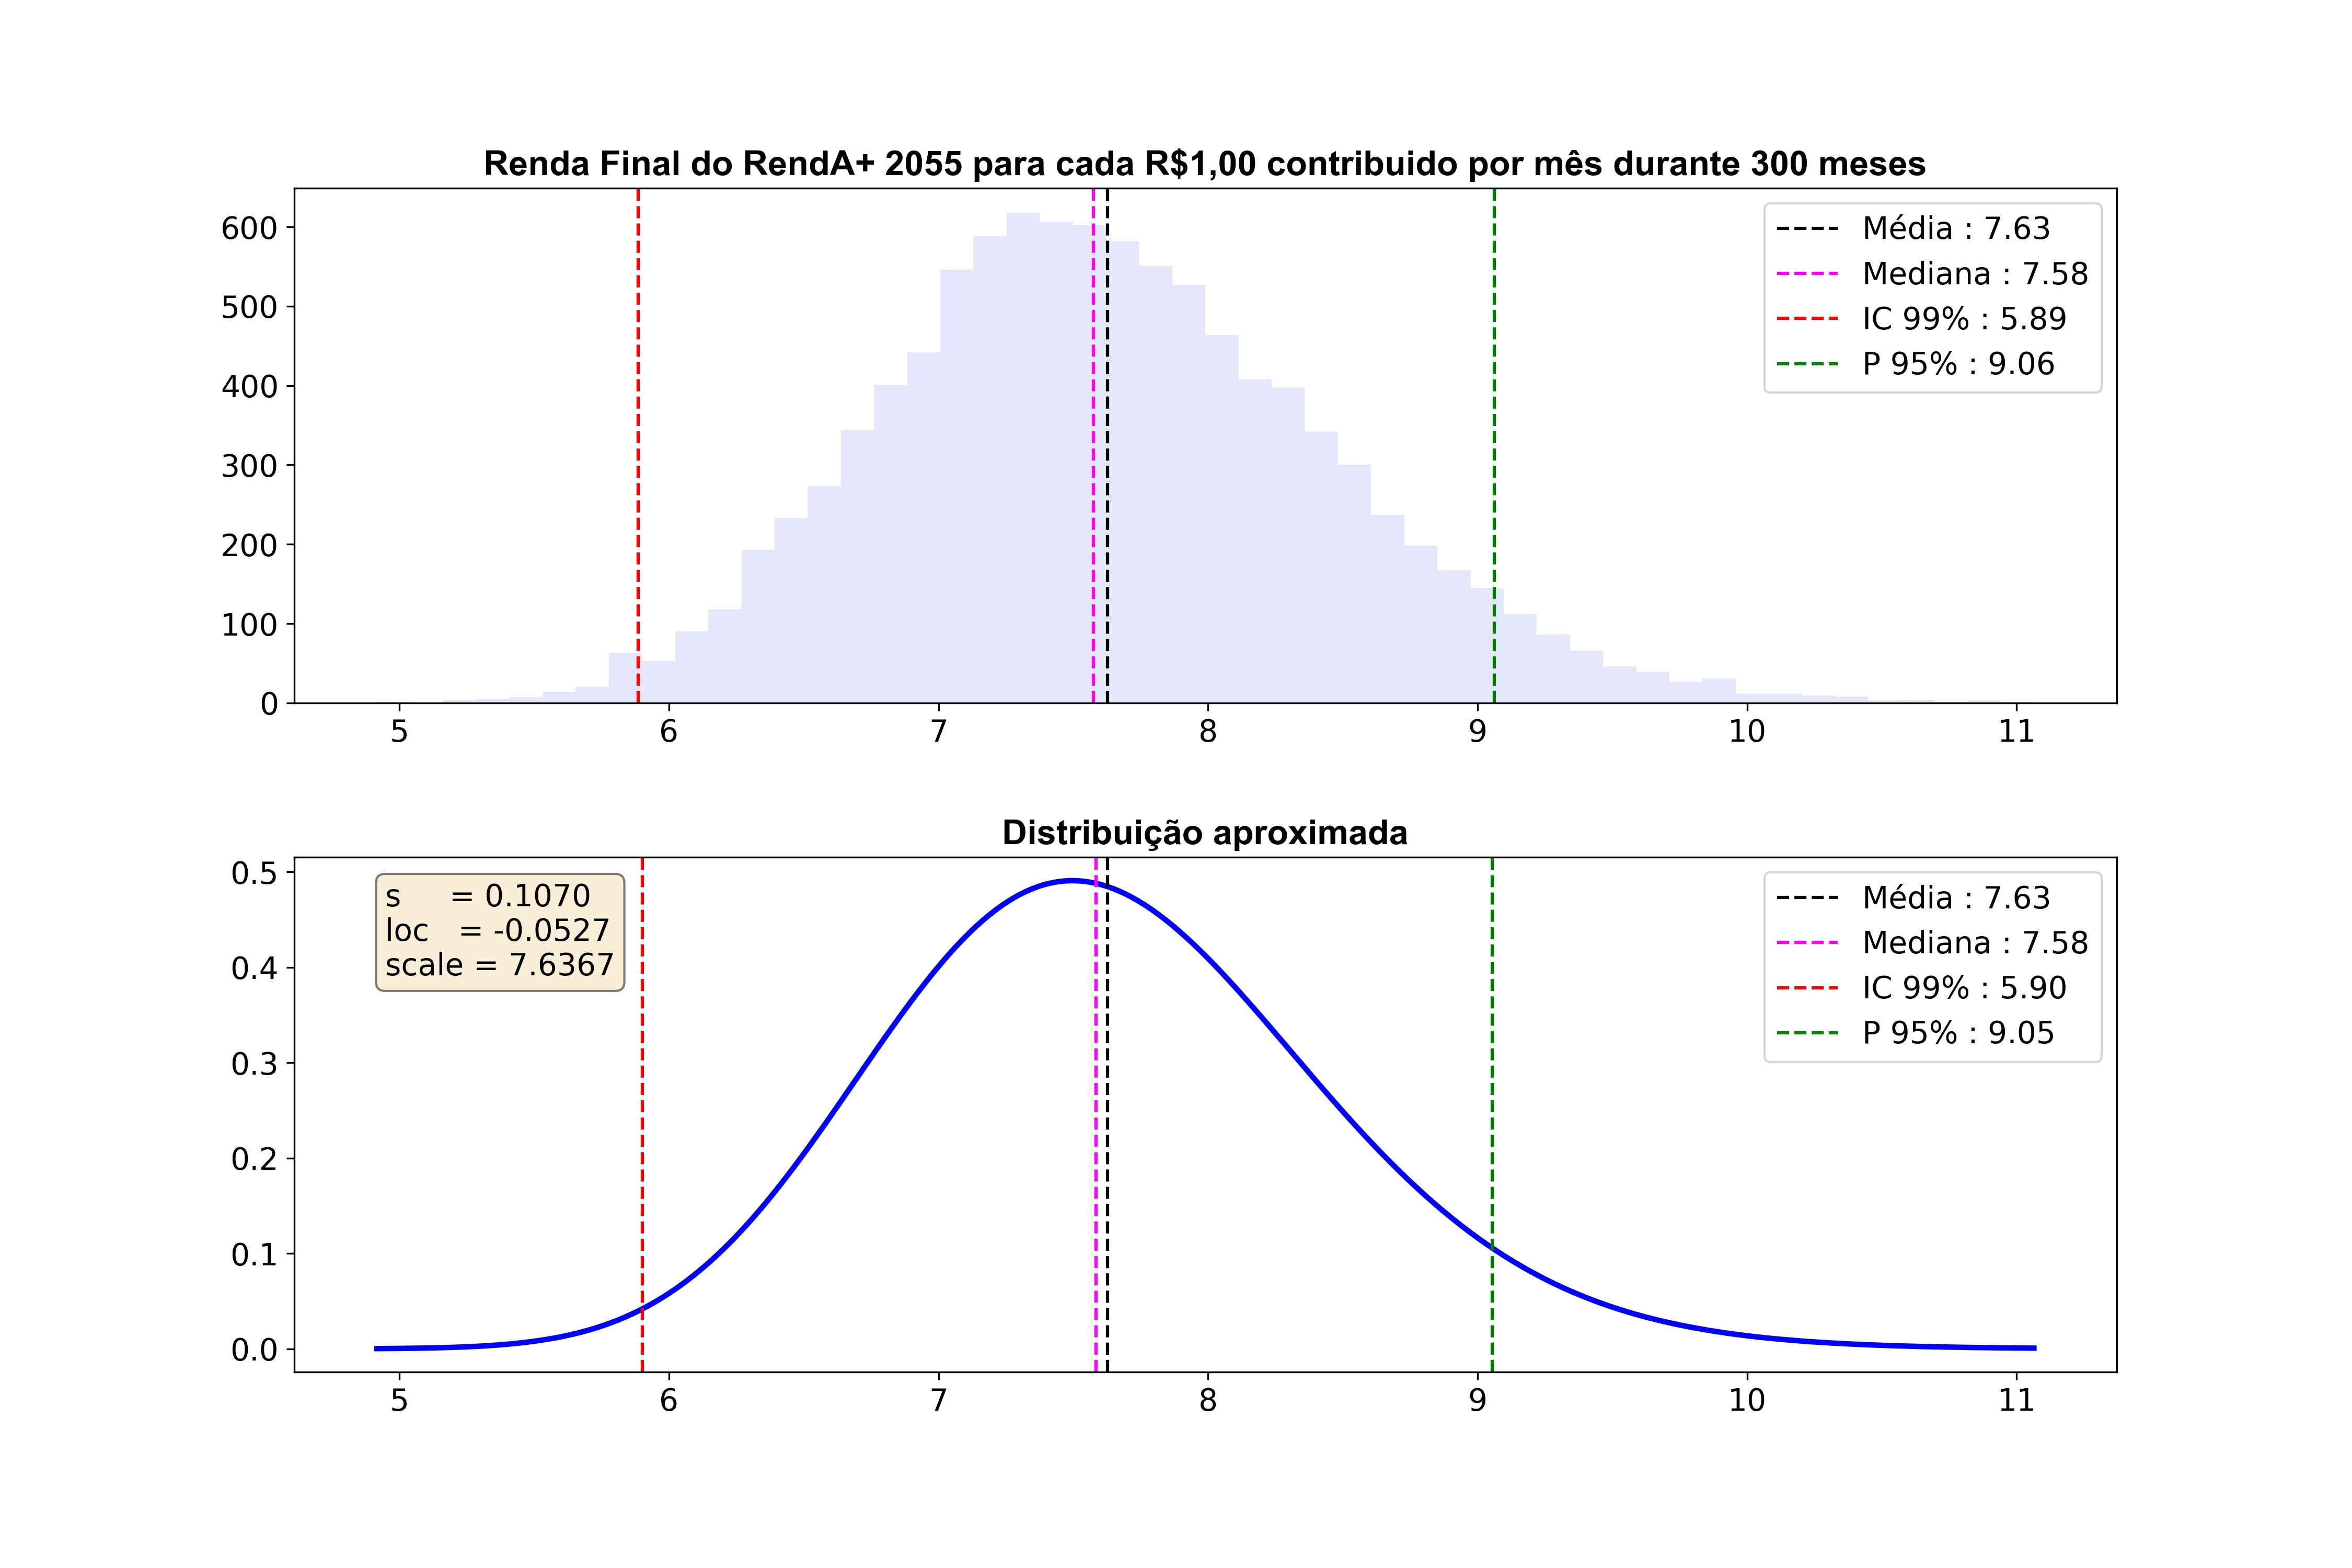 Renda Final do RendA+ 2055 para cada R$1,00 contribuido por mês durante 300 meses
600
500
400
300
200
100
0
Média : 7.63
Mediana : 7.58
IC 99% : 5.89
P 95% : 9.06
5 6 7 8 9 10 11
Distribuição aproximada
0.5
0.4
0.3
0.2
0.1
0.0
s = 0.1070
loc = -0.0527
scale = 7.6367
Média : 7.63
Mediana : 7.58
IC 99% : 5.90
P 95% : 9.05
5 6 7 8 9 10 11